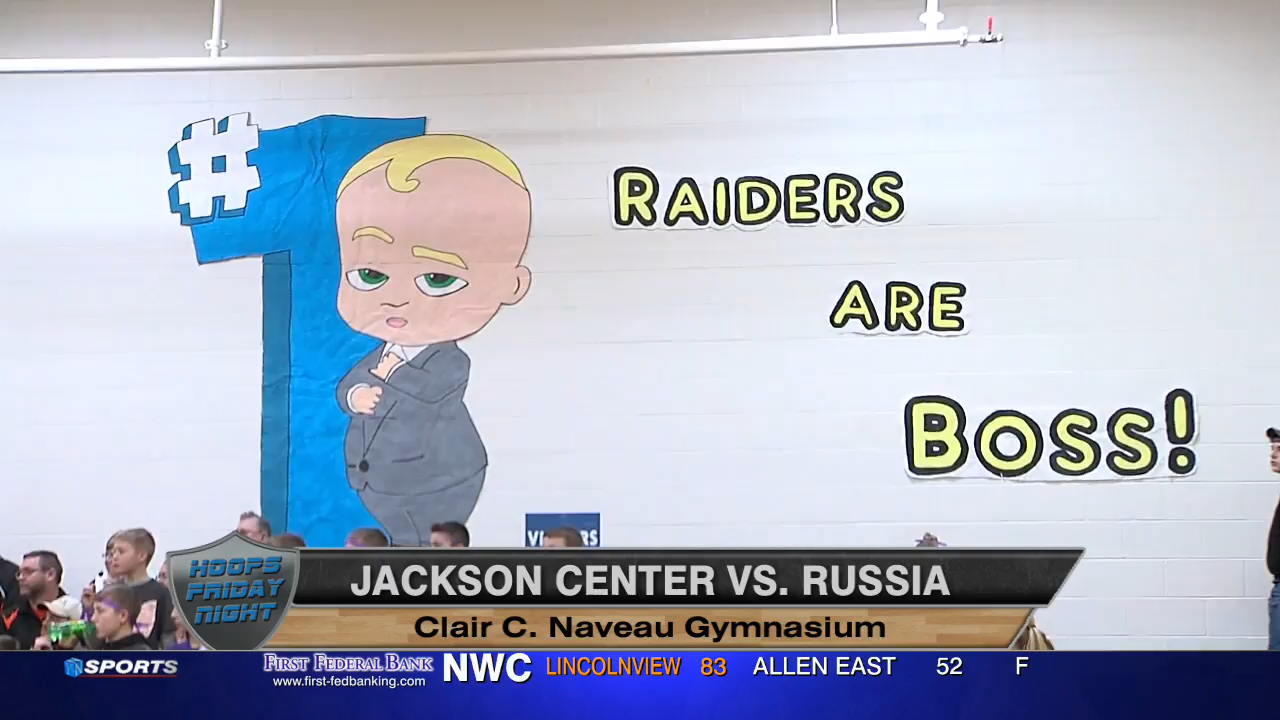 #1
RAIDERS
ARE
BOSS!
HOOPS
FRIDAY
NIGHT
JACKSON CENTER VS. RUSSIA
Clair C. Naveau Gymnasium
SPORTS
FIRST FEDERAL BANK
www.first-fedbanking.com
NWC LINCOLNVIEW 83 ALLEN EAST 52 F